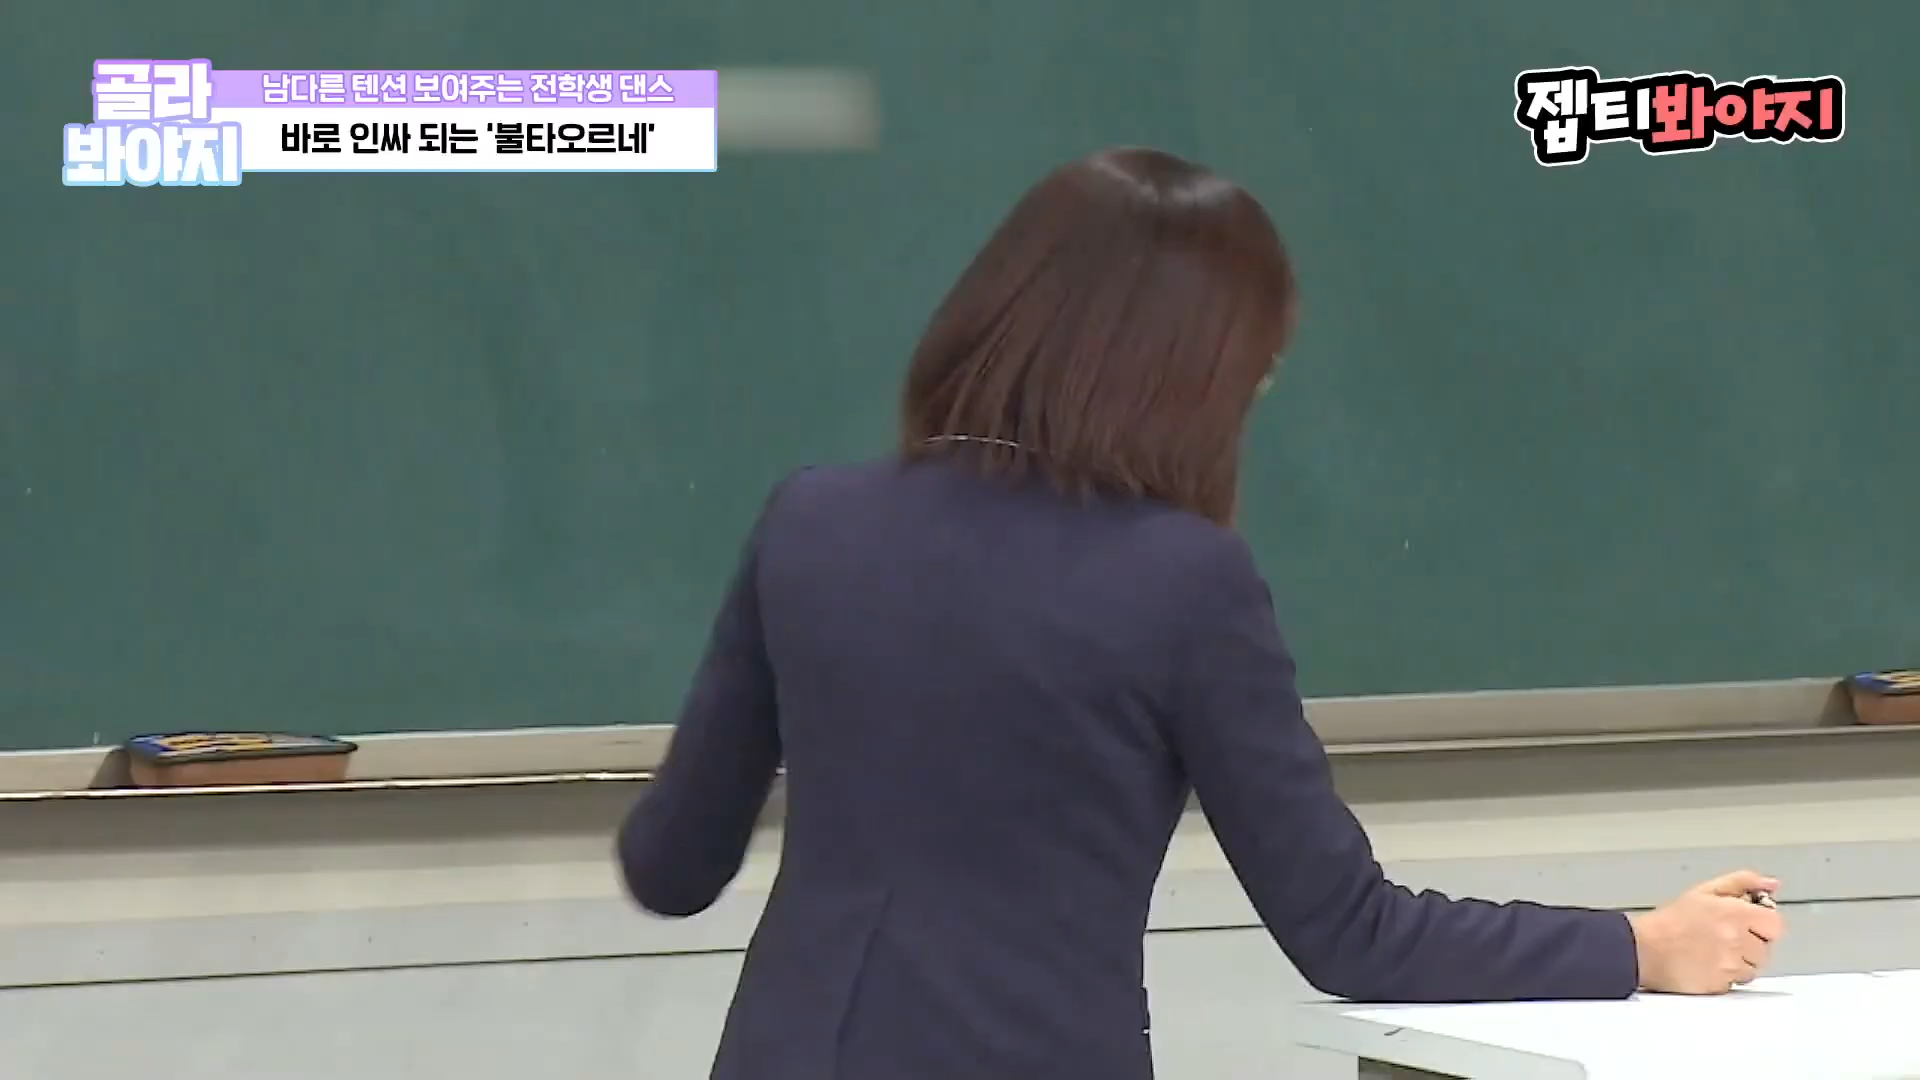 골라
봐야지
남다른 텐션 보여주는 전학생 댄스
바로 인싸 되는 '불타오르네'
젭티봐야지